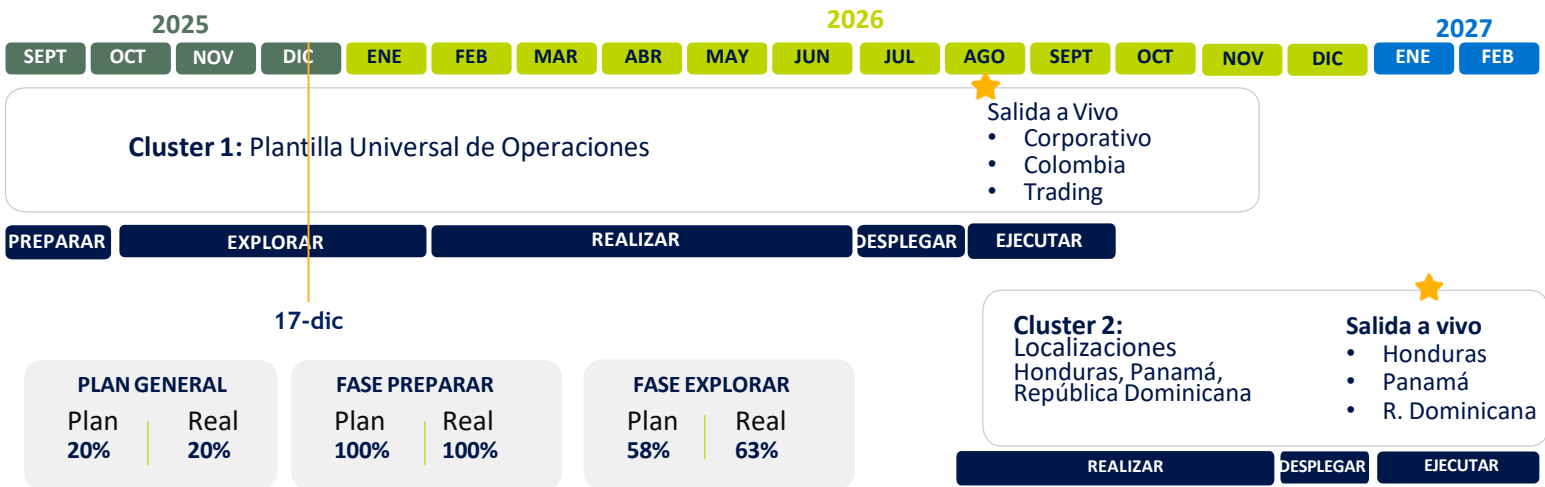 2025
2026
2027
SEPT OCT NOV DIC ENE FEB MAR ABR MAY JUN JUL AGO SEPT OCT NOV DIC ENE FEB
Cluster 1: Plantilla Universal de Operaciones
Salida a Vivo
• Corporativo
• Colombia
• Trading
PREPARAR EXPLORAR REALIZAR DESPLEGAR EJECUTAR
17-dic
Cluster 2:
Localizaciones
Honduras, Panamá,
República Dominicana
Salida a vivo
• Honduras
• Panamá
• R. Dominicana
REALIZAR DESPLEGAR EJECUTAR
PLAN GENERAL
Plan Real
20% 20%
FASE PREPARAR
Plan Real
100% 100%
FASE EXPLORAR
Plan Real
58% 63%